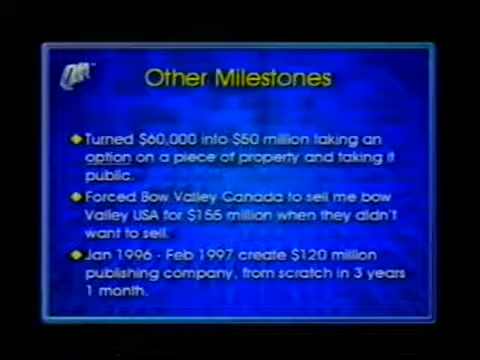 Other Milestones
Turned $60,000 into $50 million taking an
option on a piece of property and taking it
public.
Forced Bow Valley Canada to sell me bow
Valley USA for $155 million when they didn't
want to sell.
Jan 1996 - Feb 1997 create $120 million
publishing company, from scratch in 3 years
1 month.